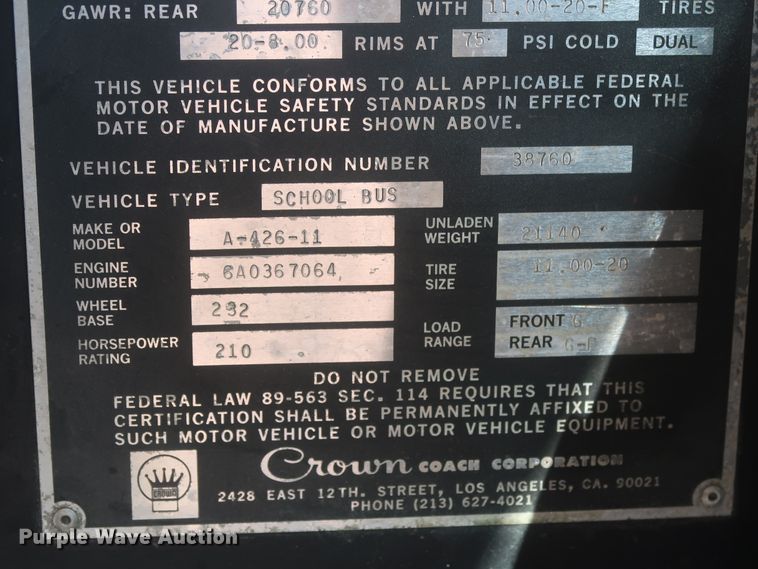 GAWR: REAR 20760 WITH 11.00-20-F TIRES
20-8.00 RIMS AT 75 PSI COLD DUAL
THIS VEHICLE CONFORMS TO ALL APPLICABLE FEDERAL
MOTOR VEHICLE SAFETY STANDARDS IN EFFECT ON THE
DATE OF MANUFACTURE SHOWN ABOVE.
VEHICLE IDENTIFICATION NUMBER 38760
VEHICLE TYPE SCHOOL BUS
MAKE OR
MODEL A-426-11
UNLADEN
WEIGHT 21140
ENGINE
NUMBER 6A0367064
TIRE
SIZE 11.00-20
WHEEL
BASE 292
HORSEPOWER
RATING 210
LOAD
RANGE
FRONT G
REAR
DO NOT REMOVE
FEDERAL LAW 89-563 SEC. 114 REQUIRES THAT THIS
CERTIFICATION SHALL BE PERMANENTLY AFFIXED TO
SUCH MOTOR VEHICLE OR MOTOR VEHICLE EQUIPMENT.
CROWN
Crown COACH CORPORATION
2428 EAST 12TH. STREET, LOS ANGELES, CA. 90021
PHONE (213) 627-4021
Purple Wave Auction